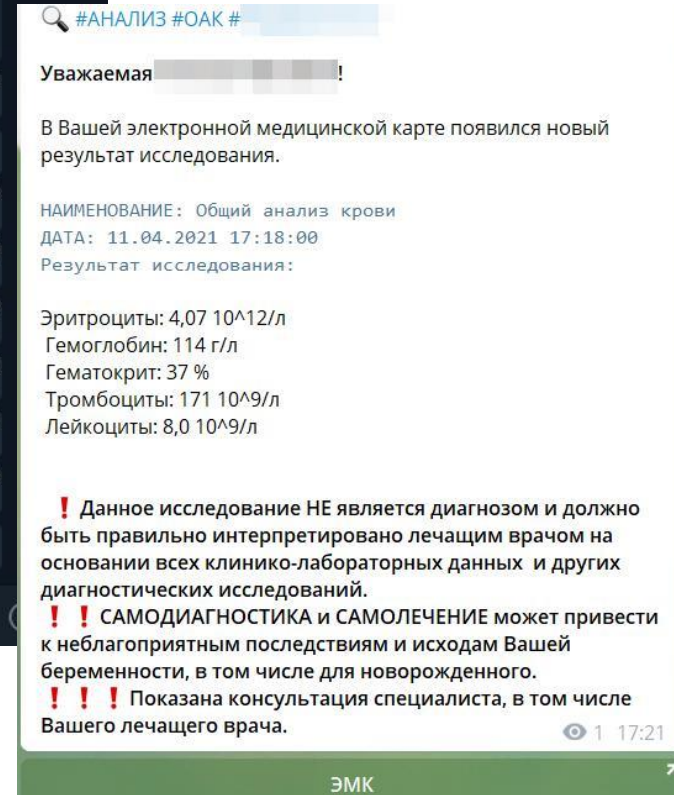 🔍 #АНАЛИЗ #ОАК #
Уважаемая !
В Вашей электронной медицинской карте появился новый
результат исследования.
НАИМЕНОВАНИЕ: Общий анализ крови
ДАТА: 11.04.2021 17:18:00
Результат исследования:
Эритроциты: 4,07 10^12/л
Гемоглобин: 114 г/л
Гематокрит: 37 %
Тромбоциты: 171 10^9/л
Лейкоциты: 8,0 10^9/л
❗ Данное исследование НЕ является диагнозом и должно
быть правильно интерпретировано лечащим врачом на
основании всех клинико-лабораторных данных и других
диагностических исследований.
❗ ❗ САМОДИАГНОСТИКА и САМОЛЕЧЕНИЕ может привести
к неблагоприятным последствиям и исходам Вашей
беременности, в том числе для новорожденного.
❗ ❗ ❗ Показана консультация специалиста, в том числе
Вашего лечащего врача.
1 17:21
ЭМК